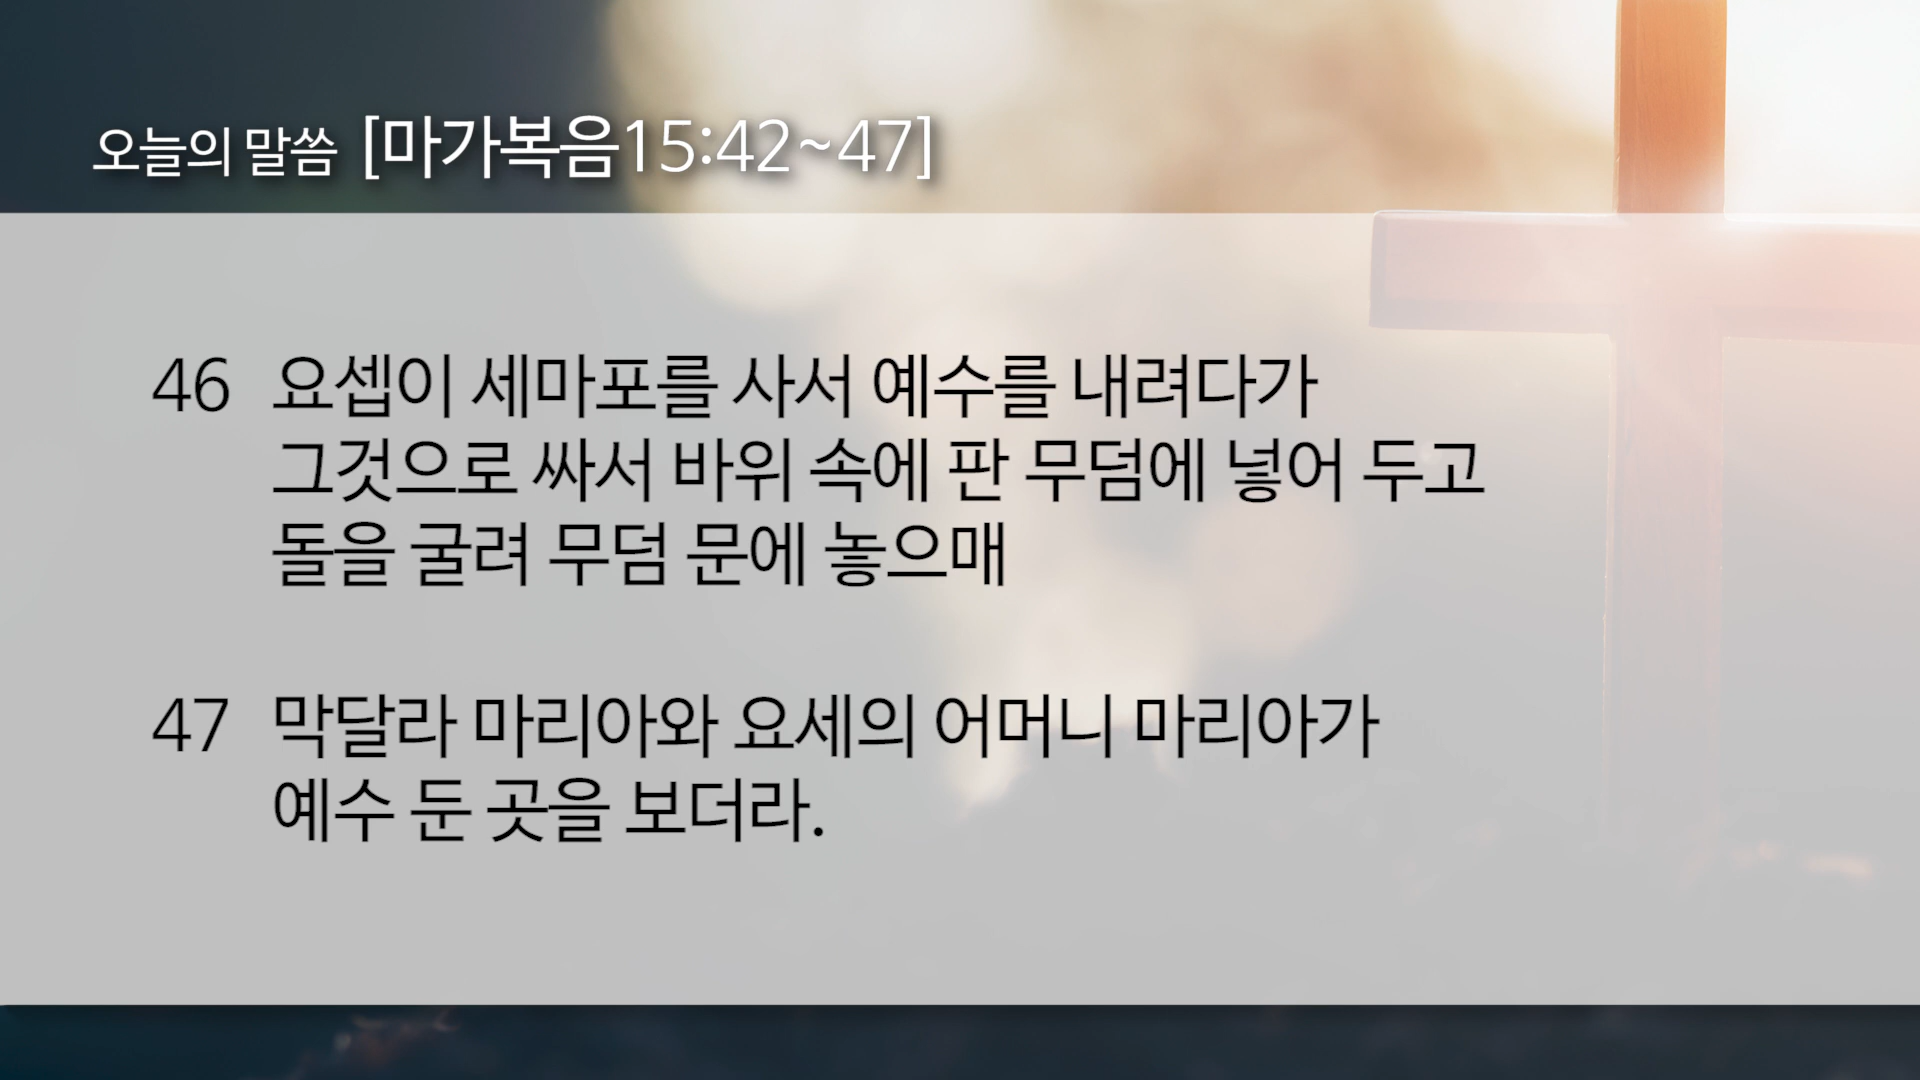 오늘의 말씀 [마가복음15:42~47]
46 요셉이 세마포를 사서 예수를 내려다가
그것으로 싸서 바위 속에 판 무덤에 넣어 두고
돌을 굴려 무덤 문에 놓으매
47 막달라 마리아와 요세의 어머니 마리아가
예수 둔 곳을 보더라.